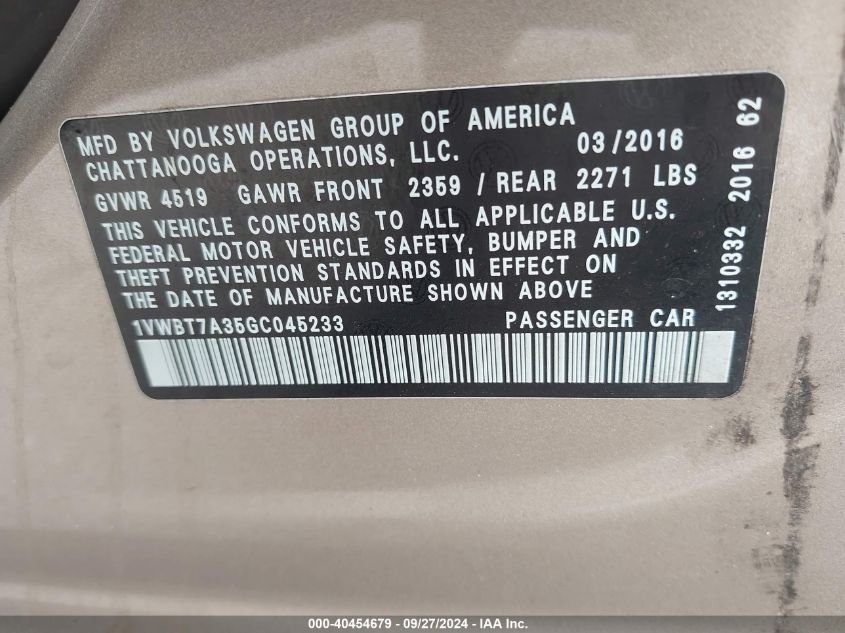 MFD BY VOLKSWAGEN GROUP OF AMERICA
CHATTANOOGA OPERATIONS, LLC. 03/2016
GVWR 4519 GAWR FRONT 2359 / REAR 2271 LBS
THIS VEHICLE CONFORMS TO ALL APPLICABLE U.S.
FEDERAL MOTOR VEHICLE SAFETY, BUMPER AND
THEFT PREVENTION STANDARDS IN EFFECT ON
THE DATE OF MANUFACTURE SHOWN ABOVE
1VWBT7A35GC045233 PASSENGER CAR
1310332 2016 62
000-40454679 - 09/27/2024 - IAA Inc.